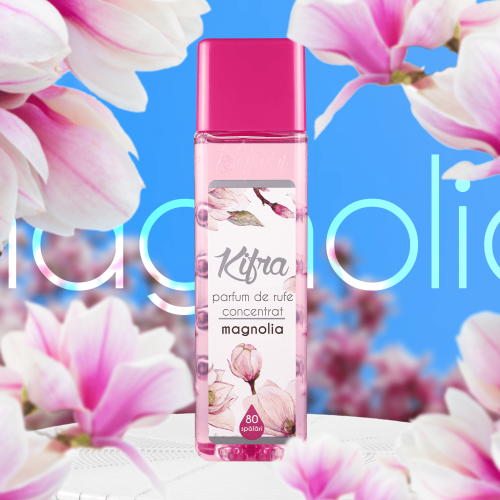 magnolia
Kifra
parfum de rufe
concentrat
magnolia
80
spălări